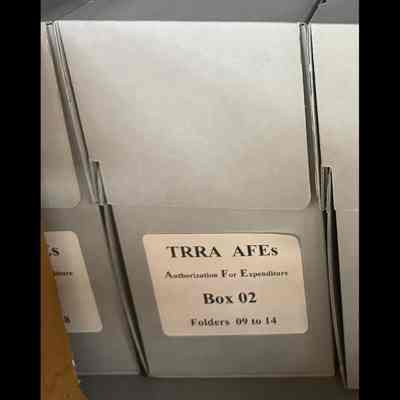 TRRA AFEs
Authorization For Expenditure
Box 02
Folders 09 to 14